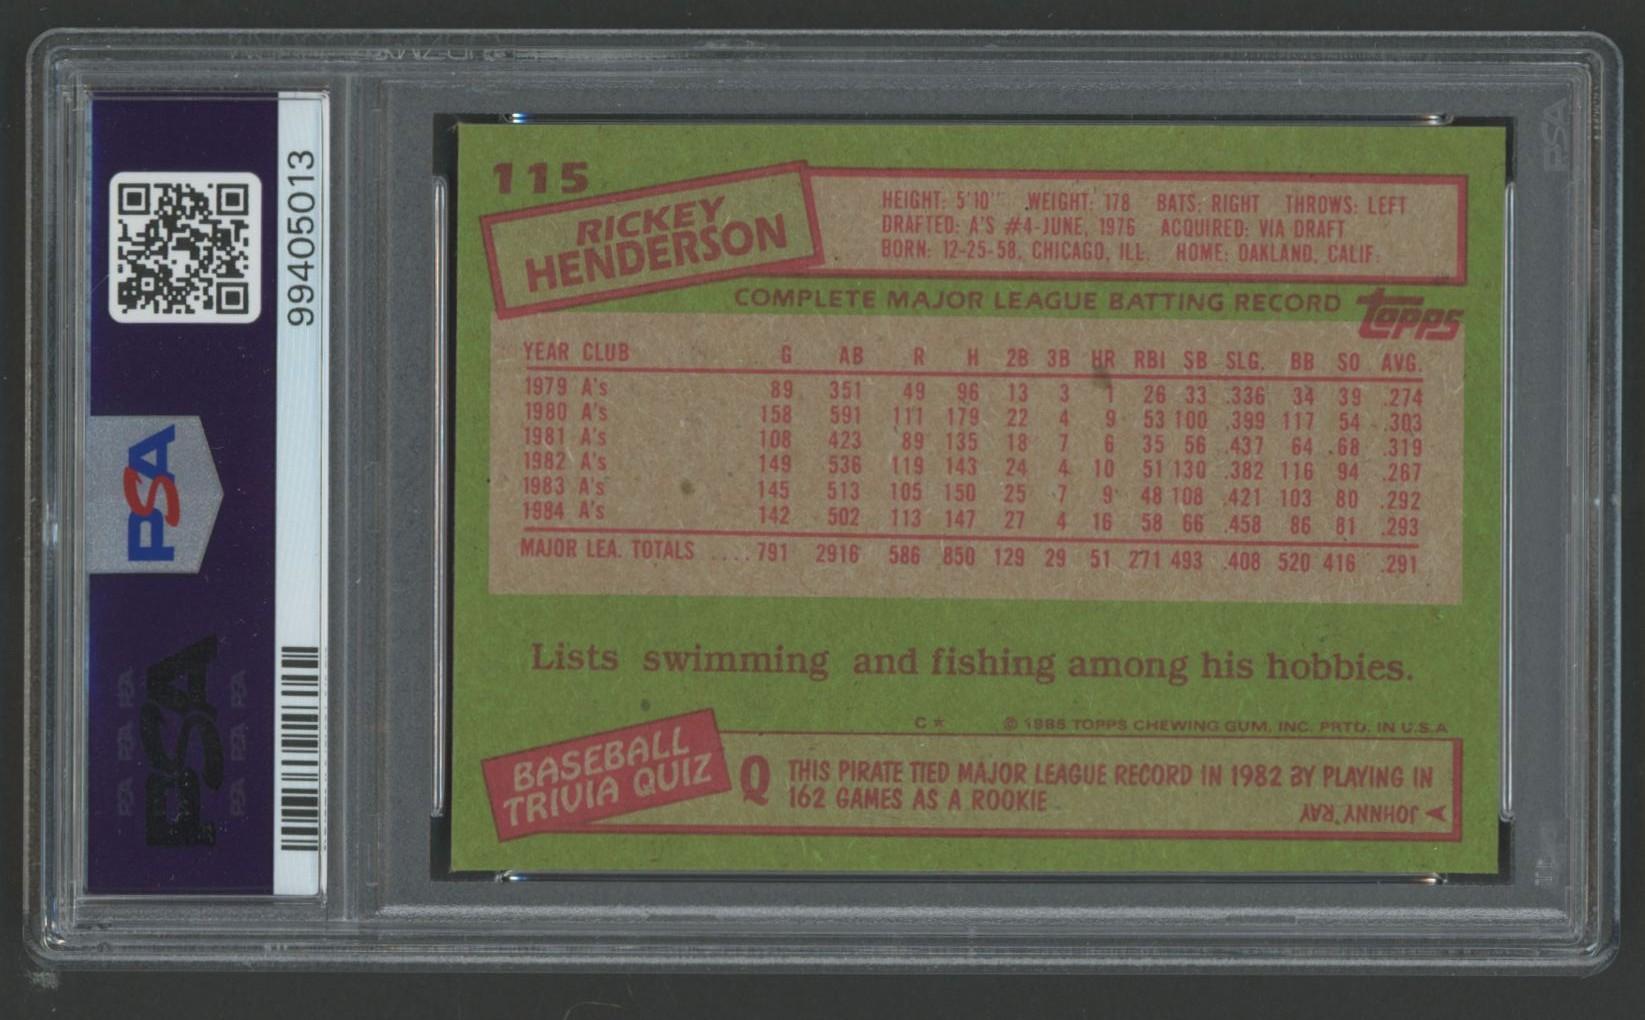 115
RICKEY
HENDERSON
HEIGHT: 5'10" WEIGHT: 178 BATS: RIGHT THROWS: LEFT
DRAFTED: A'S #4-JUNE, 1976 ACQUIRED: VIA DRAFT
BORN: 12-25-58, CHICAGO, ILL. HOME: OAKLAND, CALIF.
COMPLETE MAJOR LEAGUE BATTING RECORD
topps
YEAR CLUB G AB R H 2B 3B HR RBI SB SLG. BB SO AVG.
1979 A's 89 351 49 96 13 3 1 26 33 .336 34 39 .274
1980 A's 158 591 111 179 22 4 9 53 100 .399 117 54 .303
1981 A's 108 423 89 135 18 7 6 35 56 .437 64 68 .319
1982 A's 149 536 119 143 24 4 10 51 130 .382 116 94 .267
1983 A's 145 513 105 150 25 7 9 48 108 .421 103 80 .292
1984 A's 142 502 113 147 27 4 16 58 66 .458 86 81 .293
MAJOR LEA. TOTALS ....791 2916 586 850 129 29 51 271 493 .408 520 416 .291
Lists swimming and fishing among his hobbies.
C* © 1985 TOPPS CHEWING GUM, INC. PRTD. IN U.S.A
BASEBALL
TRIVIA QUIZ
Q THIS PIRATE TIED MAJOR LEAGUE RECORD IN 1982 BY PLAYING IN
162 GAMES AS A ROOKIE
JOHNNY RAY
99405013
PSA
PSA
PSA PSA PSA
PSA PSA PSA
PSA